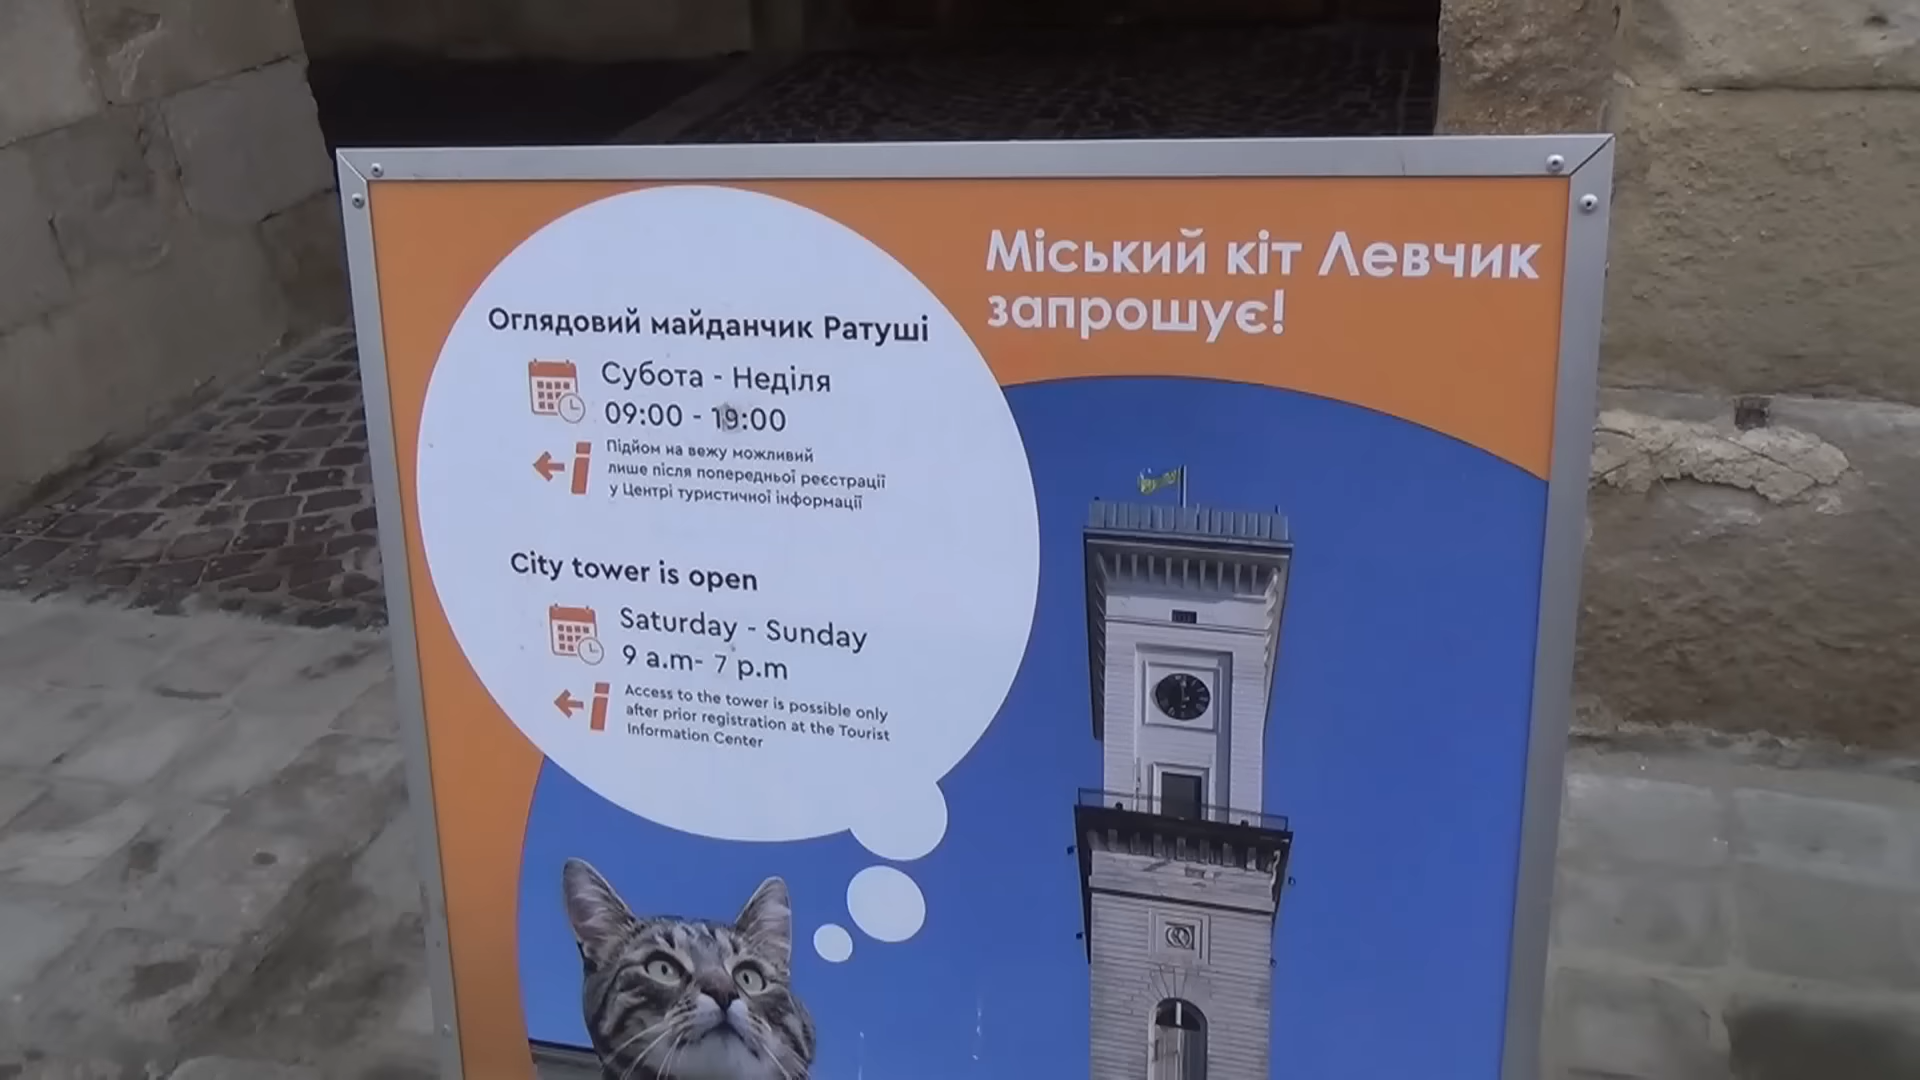 Міський кіт Левчик
запрошує!
Оглядовий майданчик Ратуші
Субота - Неділя
09:00 - 19:00
Підйом на вежу можливий
лише після попередньої реєстрації
у Центрі туристичної інформації
City tower is open
Saturday - Sunday
9 a.m- 7 p.m
Access to the tower is possible only
after prior registration at the Tourist
Information Center